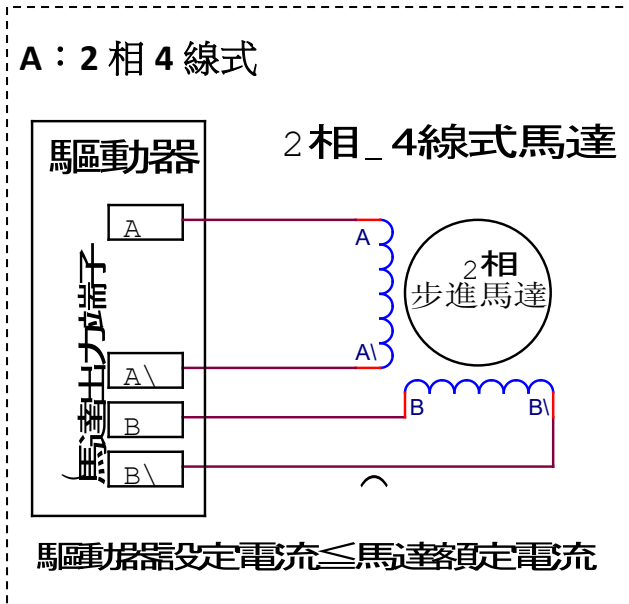 A：2相4線式
驅動器
2相_4線式馬達
A
A\
B
B\
馬達出力端子
A
A\
B
B\
2相
步進馬達
驅動器設定電流≦馬達額定電流